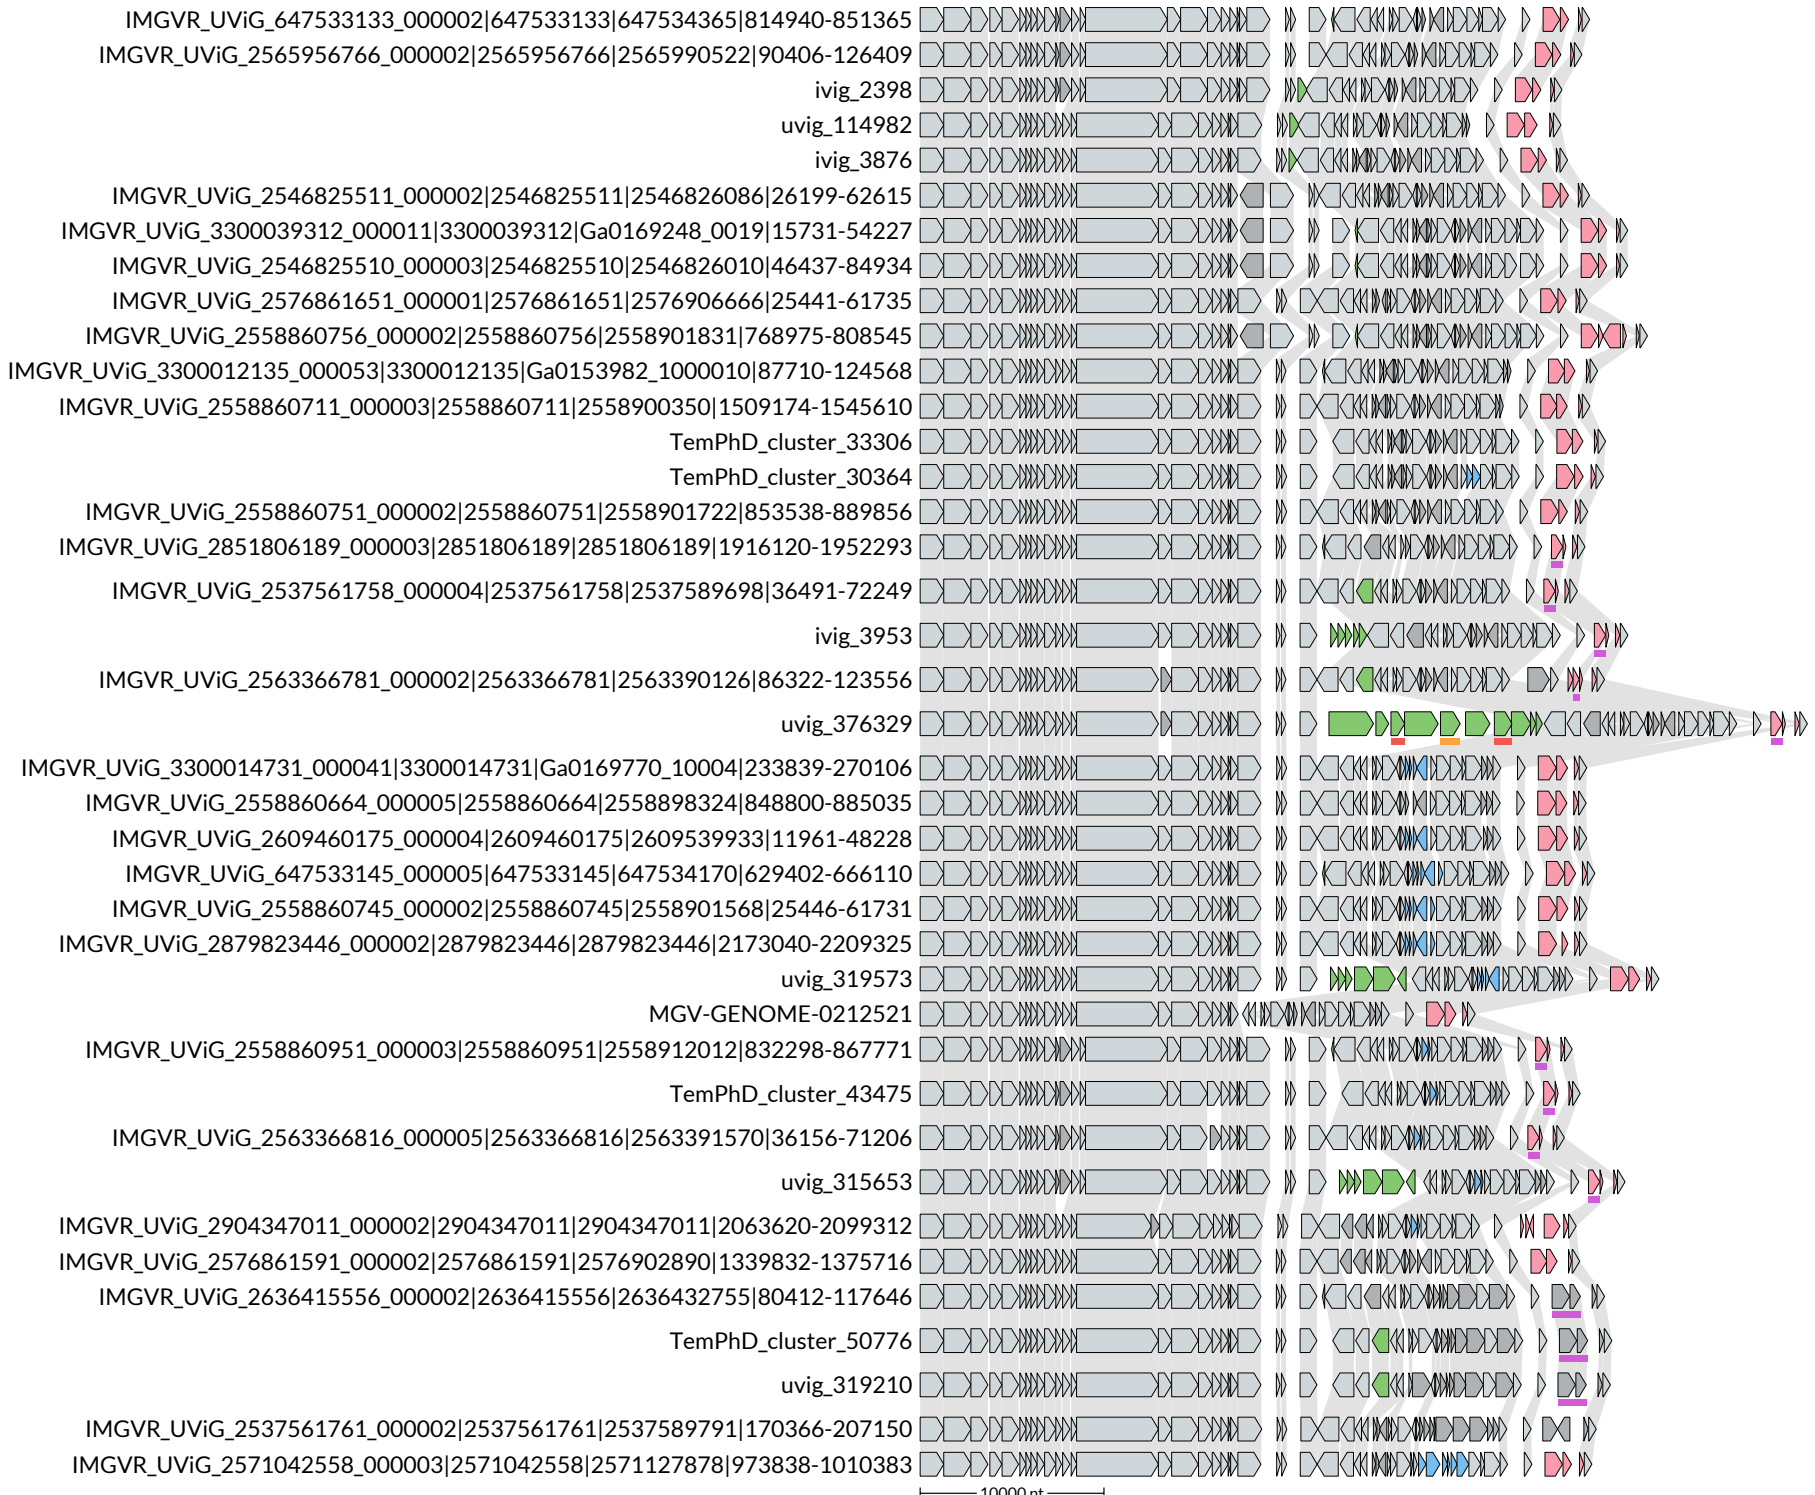 IMGVR_UViG_647533133_000002|647533133|647534365|814940-851365
IMGVR_UViG_2565956766_000002|2565956766|2565990522|90406-126409
ivig_2398
uvig_114982
ivig_3876
IMGVR_UViG_2546825511_000002|2546825511|2546826086|26199-62615
IMGVR_UViG_3300039312_000011|3300039312|Ga0169248_0019|15731-54227
IMGVR_UViG_2546825510_000003|2546825510|2546826010|46437-84934
IMGVR_UViG_2576861651_000001|2576861651|2576906666|25441-61735
IMGVR_UViG_2558860756_000002|2558860756|2558901831|768975-808545
IMGVR_UViG_3300012135_000053|3300012135|Ga0153982_1000010|87710-124568
IMGVR_UViG_2558860711_000003|2558860711|2558900350|1509174-1545610
TemPhD_cluster_33306
TemPhD_cluster_30364
IMGVR_UViG_2558860751_000002|2558860751|2558901722|853538-889856
IMGVR_UViG_2851806189_000003|2851806189|2851806189|1916120-1952293
IMGVR_UViG_2537561758_000004|2537561758|2537589698|36491-72249
ivig_3953
IMGVR_UViG_2563366781_000002|2563366781|2563390126|86322-123556
uvig_376329
IMGVR_UViG_3300014731_000041|3300014731|Ga0169770_10004|233839-270106
IMGVR_UViG_2558860664_000005|2558860664|2558898324|848800-885035
IMGVR_UViG_2609460175_000004|2609460175|2609539933|11961-48228
IMGVR_UViG_647533145_000005|647533145|647534170|629402-666110
IMGVR_UViG_2558860745_000002|2558860745|2558901568|25446-61731
IMGVR_UViG_2879823446_000002|2879823446|2879823446|2173040-2209325
uvig_319573
MGV-GENOME-0212521
IMGVR_UViG_2558860951_000003|2558860951|2558912012|832298-867771
TemPhD_cluster_43475
IMGVR_UViG_2563366816_000005|2563366816|2563391570|36156-71206
uvig_315653
IMGVR_UViG_2904347011_000002|2904347011|2904347011|2063620-2099312
IMGVR_UViG_2576861591_000002|2576861591|2576902890|1339832-1375716
IMGVR_UViG_2636415556_000002|2636415556|2636432755|80412-117646
TemPhD_cluster_50776
uvig_319210
IMGVR_UViG_2537561761_000002|2537561761|2537589791|170366-207150
IMGVR_UViG_2571042558_000003|2571042558|2571127878|973838-1010383
10000 nt